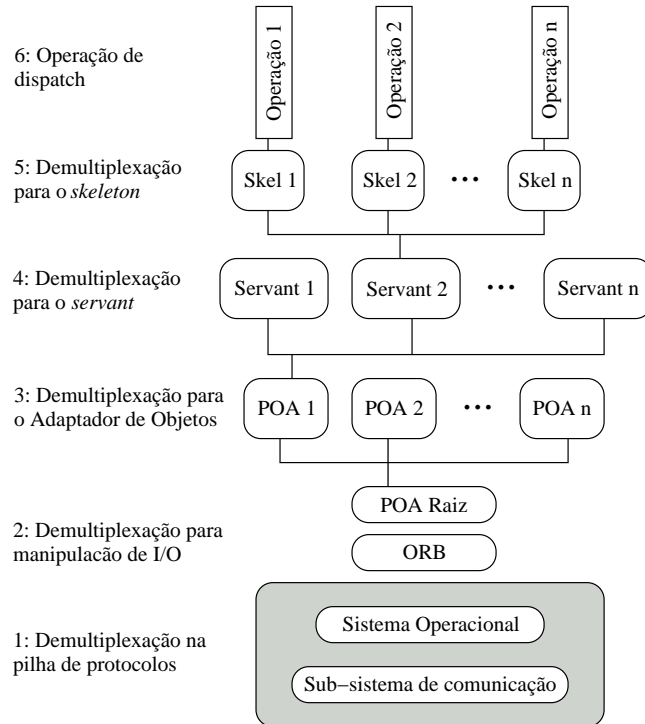 6: Operação de
dispatch
Operação 1
Operação 2
Operação n
5: Demultiplexação
para o skeleton
Skel 1
Skel 2
•••
Skel n
4: Demultiplexação
para o servant
Servant 1
Servant 2
•••
Servant n
3: Demultiplexação para
o Adaptador de Objetos
POA 1
POA 2
•••
POA n
POA Raiz
2: Demultiplexação para
manipulacão de I/O
ORB
1: Demultiplexação na
pilha de protocolos
Sistema Operacional
Sub−sistema de comunicação